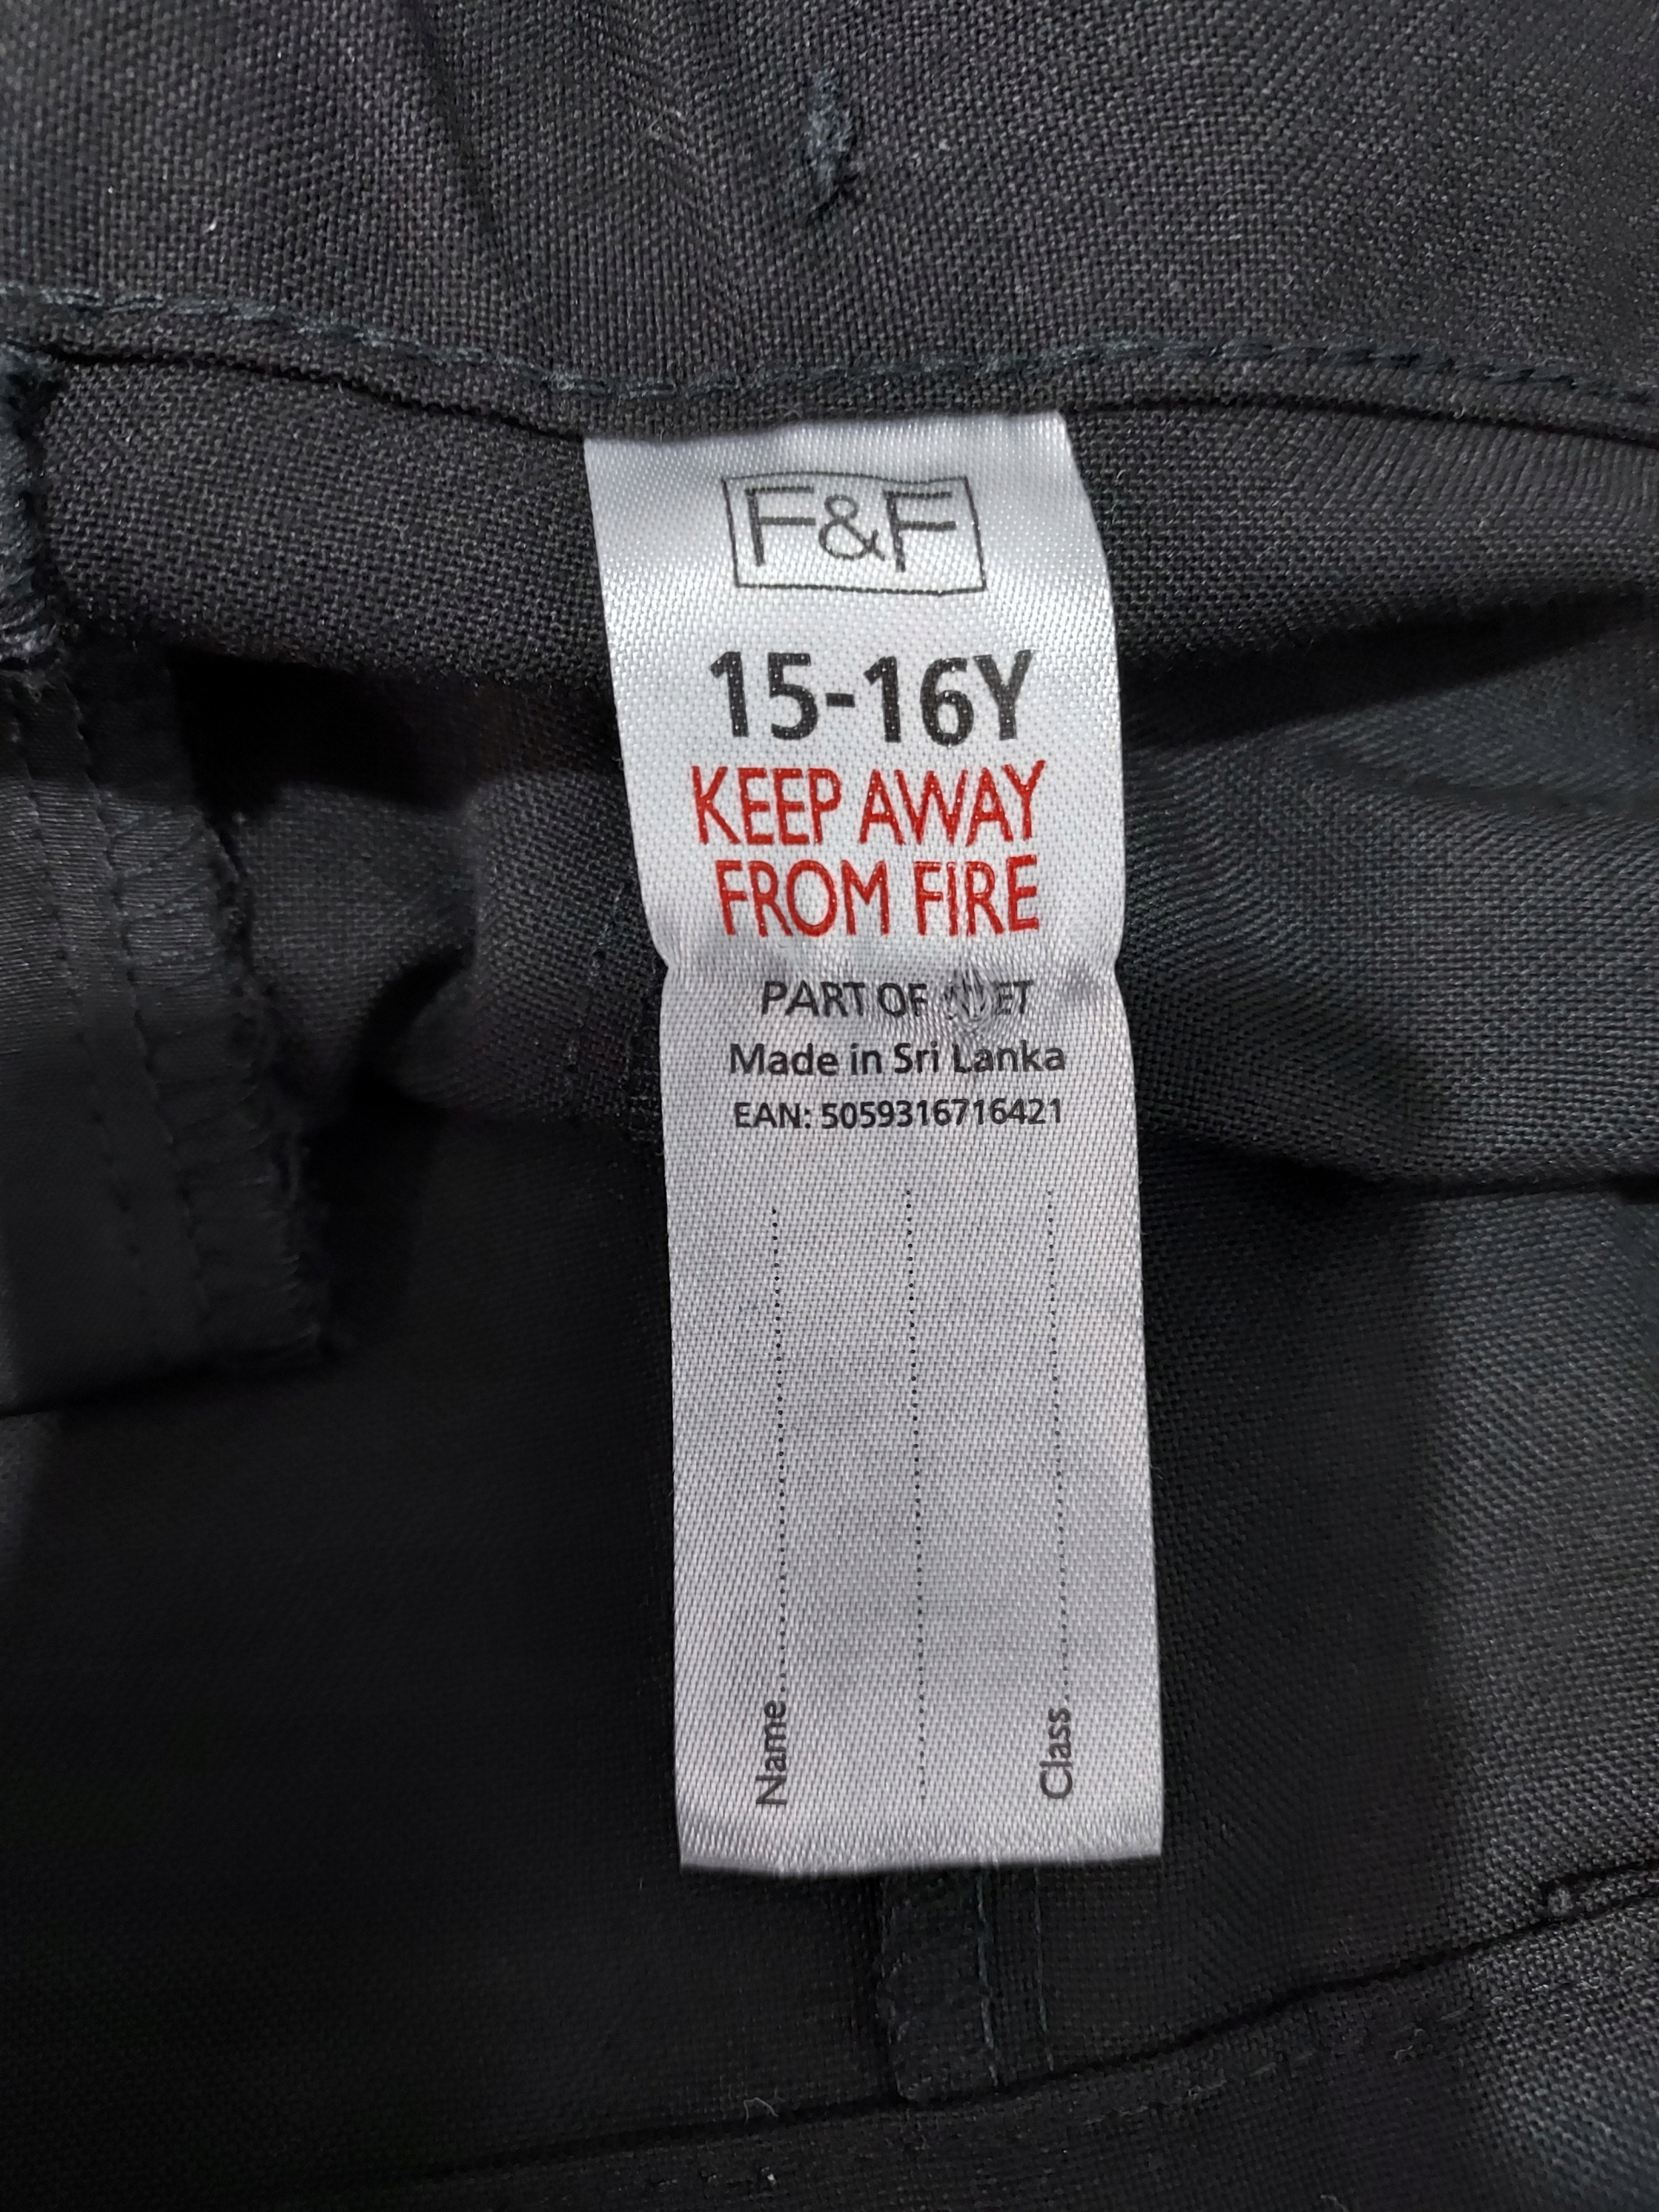 F&F
15-16Y
KEEP AWAY
FROM FIRE
PART OF
Made in Sri Lanka
EAN: 5059316716421
Name
Class